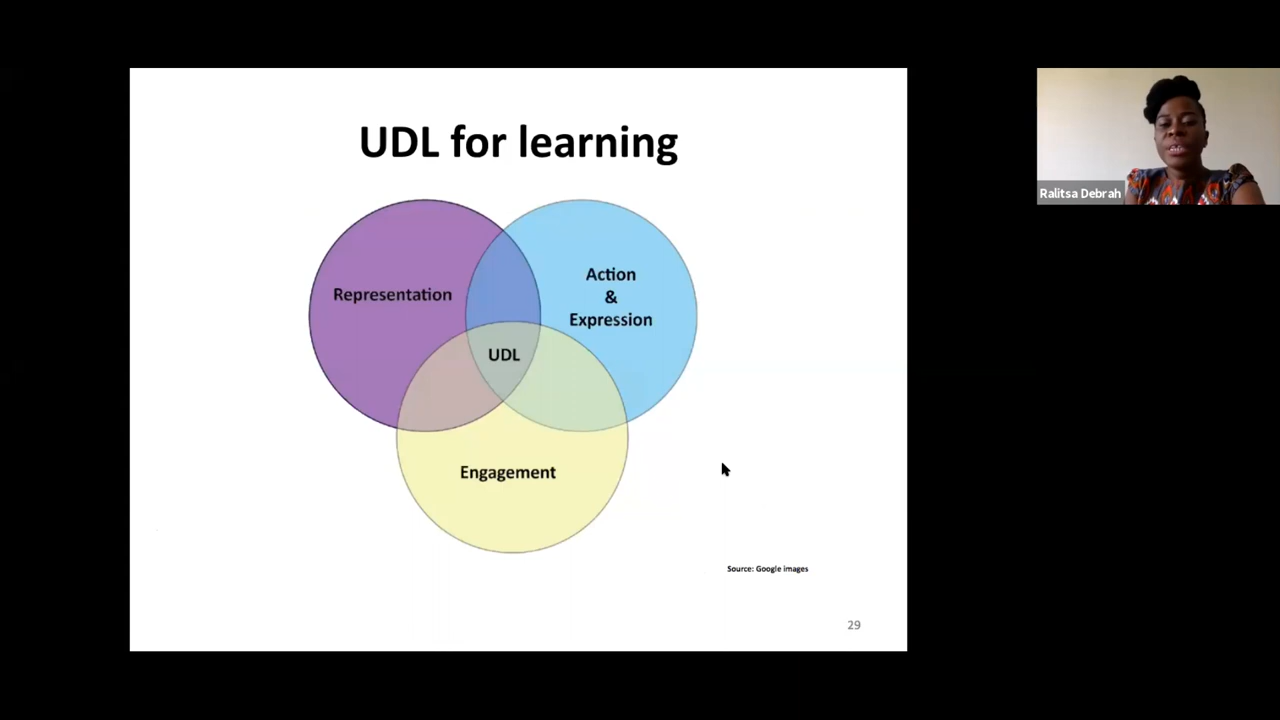 UDL for learning
Representation
Action
&
Expression
UDL
Engagement
Source: Google images
29
Ralitsa Debrah